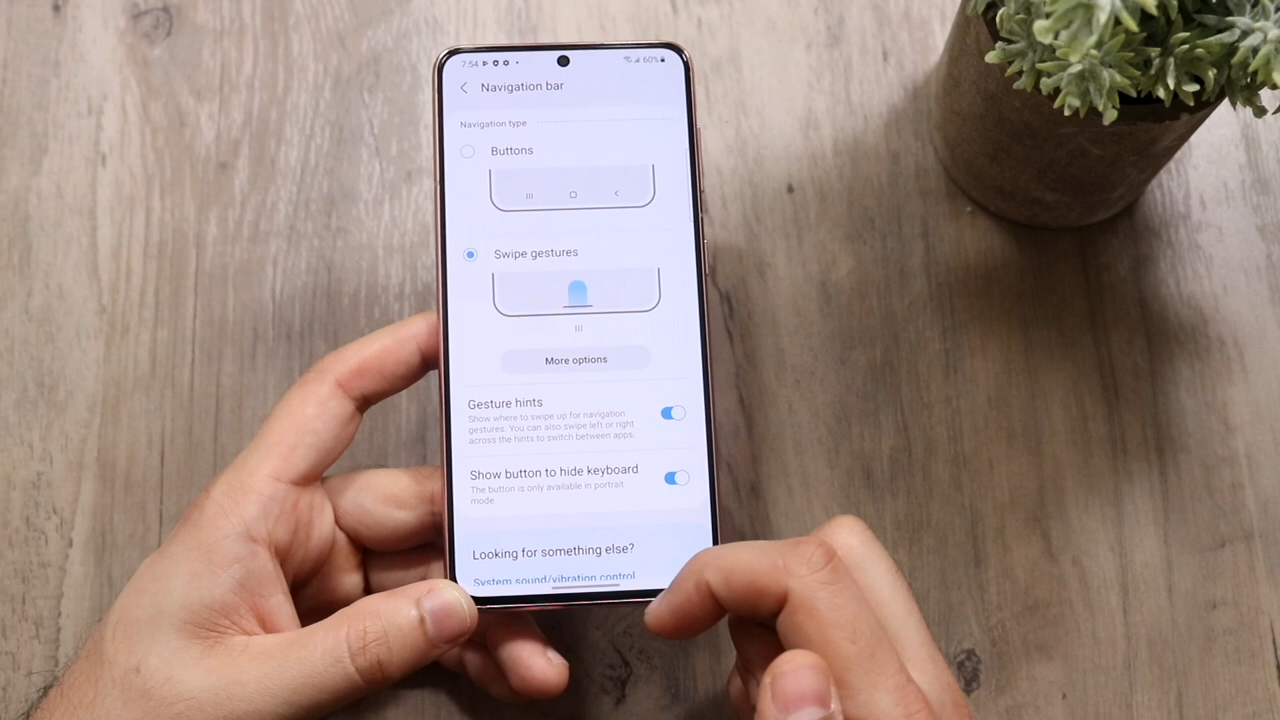 7:54
60%
Navigation bar
Navigation type
Buttons
Swipe gestures
More options
Gesture hints
Show where to swipe up for navigation
gestures. You can also swipe left or right
across the hints to switch between apps.
Show button to hide keyboard
The button is only available in portrait
mode.
Looking for something else?
System sound/vibration control